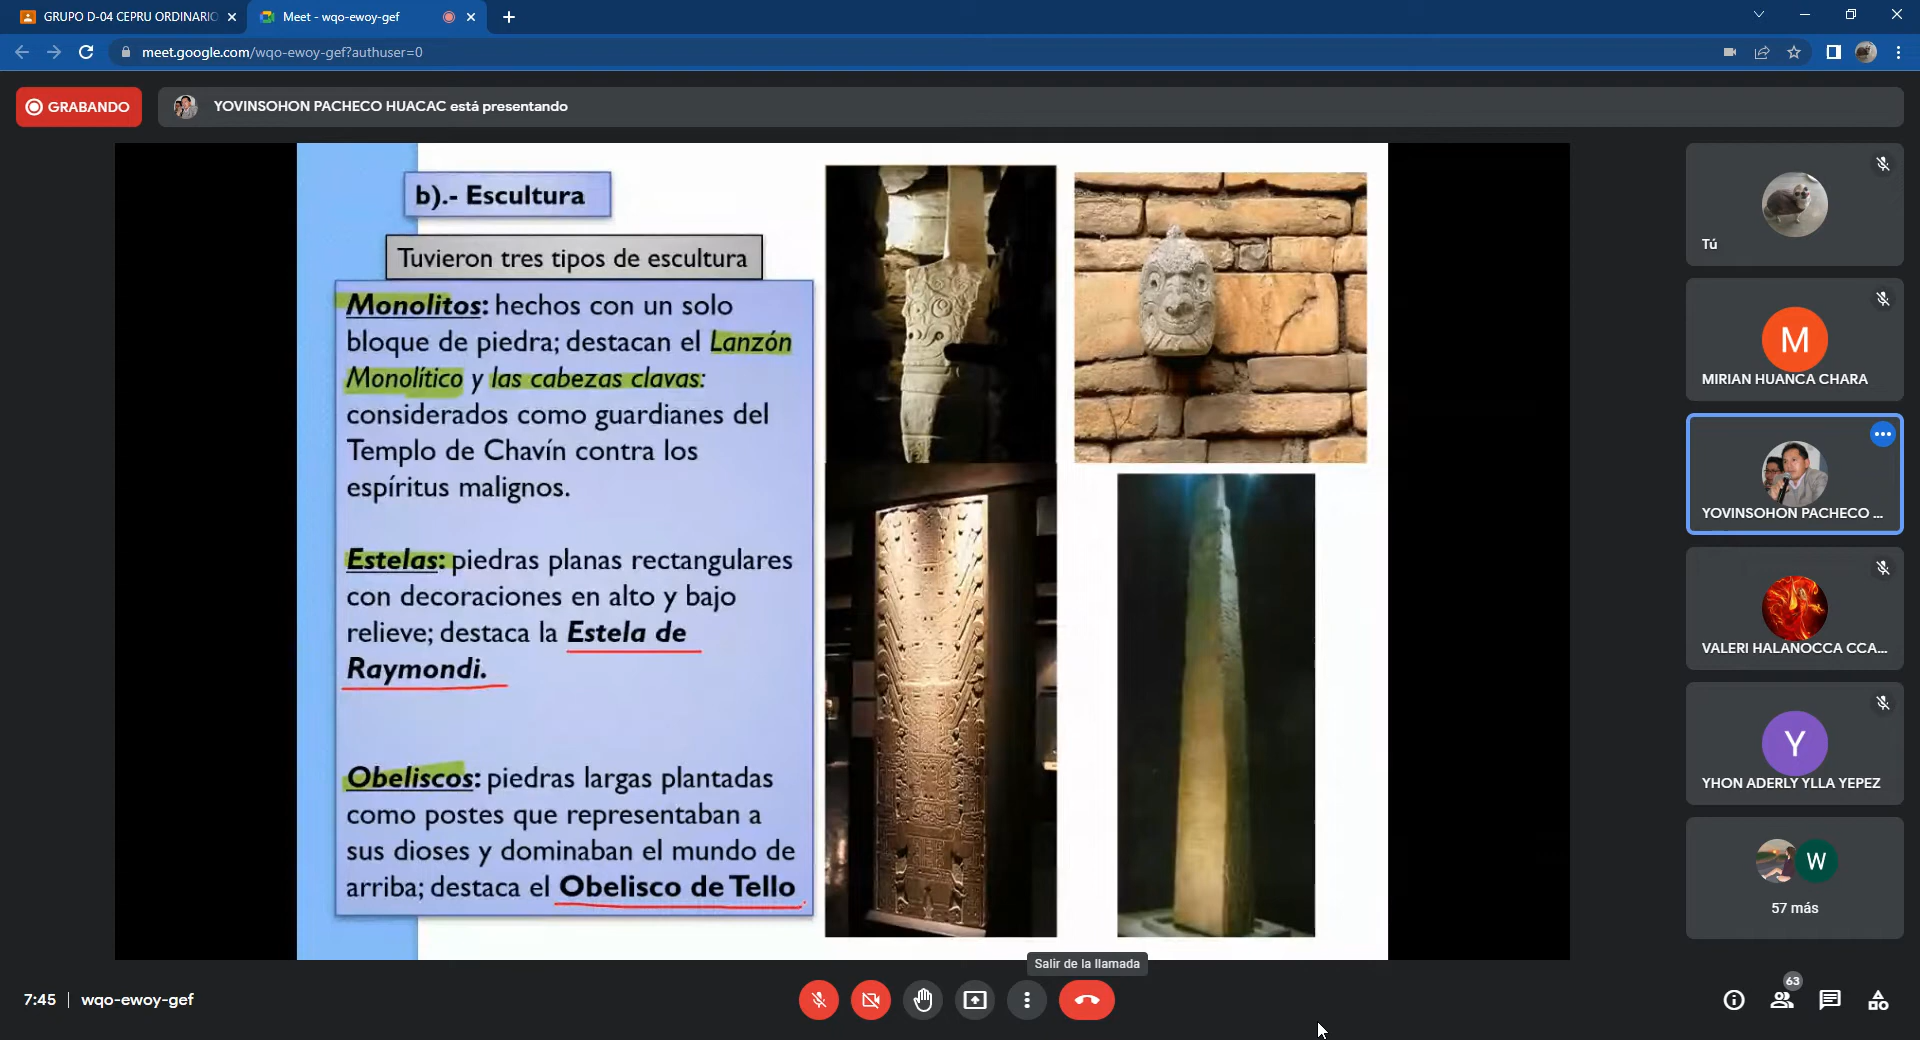 GRUPO D-04 CEPRU ORDINARIO
Meet - wqo-ewoy-gef
meet.google.com/wqo-ewoy-gef?authuser=0
GRABANDO
YOVINSOHON PACHECO HUACAC está presentando
b).- Escultura
Tuvieron tres tipos de escultura
Monolitos: hechos con un solo
bloque de piedra; destacan el Lanzón
Monolítico y las cabezas clavas:
considerados como guardianes del
Templo de Chavín contra los
espíritus malignos.
Estelas: piedras planas rectangulares
con decoraciones en alto y bajo
relieve; destaca la Estela de
Raymondi.
Obeliscos: piedras largas plantadas
como postes que representaban a
sus dioses y dominaban el mundo de
arriba; destaca el Obelisco de Tello
Tú
M
MIRIAN HUANCA CHARA
YOVINSOHON PACHECO ...
VALERI HALANOCCA CCA...
Y
YHON ADERLY YLLA YEPEZ
W
57 más
Salir de la llamada
7:45 | wqo-ewoy-gef
63